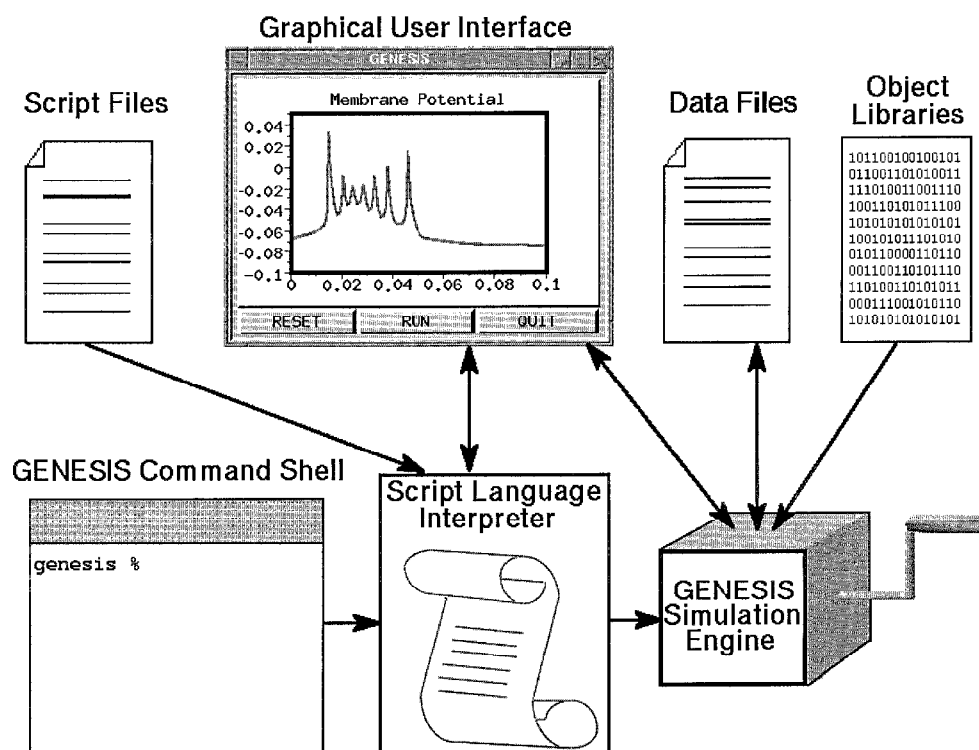 Graphical User Interface
GENESIS
Script Files
Membrane Potential
0.04
0.02
0
-0.02
-0.04
-0.06
-0.08
-0.1
0 0.02 0.04 0.06 0.08 0.1
RESET RUN QUIT
Data Files
Object
Libraries
101100100100101
011001101010011
111010011001110
100110101011100
101010101010101
100101011101010
010110000110110
001100110101110
110100110101011
000111001010110
101010101010101
GENESIS Command Shell
genesis %
Script Language
Interpreter
GENESIS
Simulation
Engine